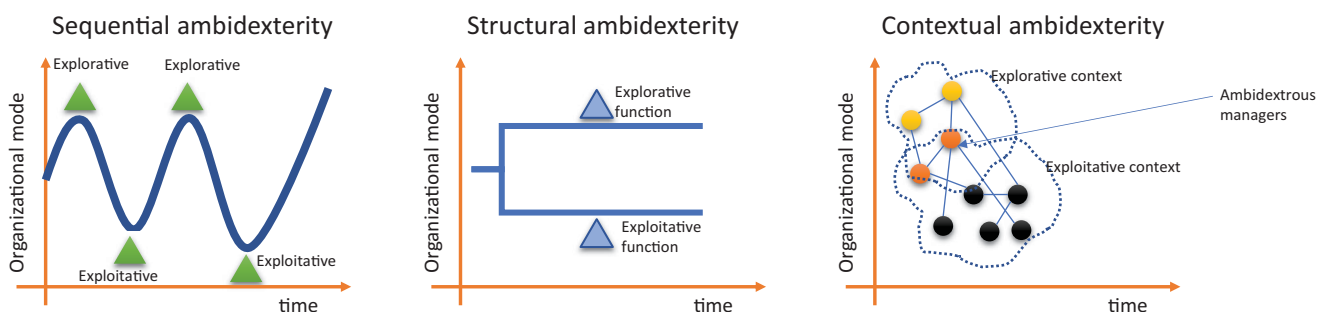 Sequential ambidexterity
Explorative
Explorative
Organizational mode
Exploitative
Exploitative
time
Structural ambidexterity
Organizational mode
Explorative
function
Exploitative
function
time
Contextual ambidexterity
Organizational mode
Explorative context
Ambidextrous
managers
Exploitative context
time